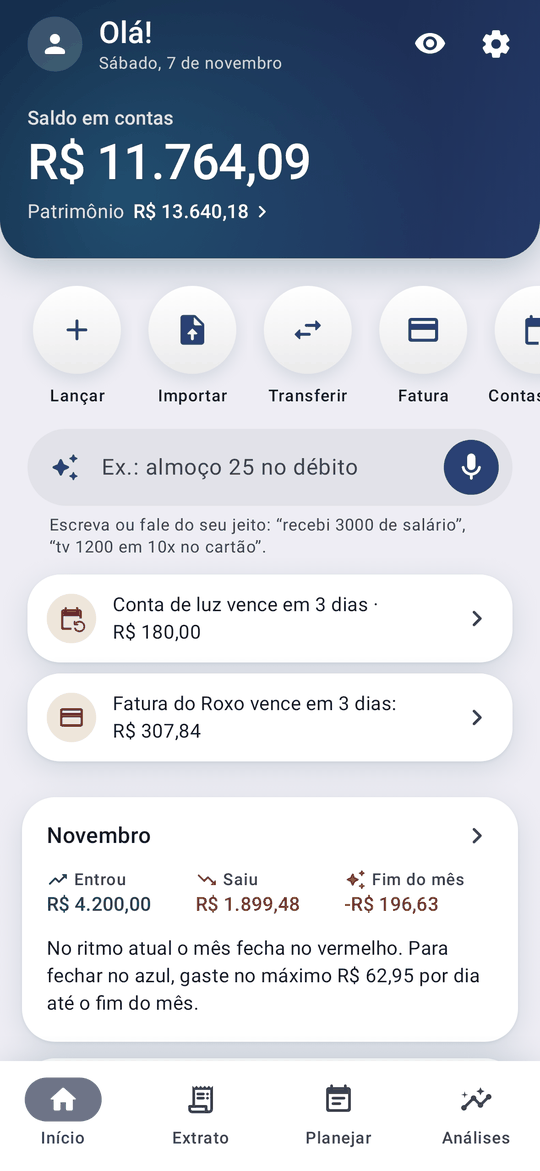 Olá!
Sábado, 7 de novembro
Saldo em contas
R$ 11.764,09
Patrimônio R$ 13.640,18
Lançar
Importar
Transferir
Fatura
Contas
Ex.: almoço 25 no débito
Escreva ou fale do seu jeito: “recebi 3000 de salário”,
“tv 1200 em 10x no cartão”.
Conta de luz vence em 3 dias ·
R$ 180,00
Fatura do Roxo vence em 3 dias:
R$ 307,84
Novembro
Entrou
Saiu
Fim do mês
R$ 4.200,00
R$ 1.899,48
-R$ 196,63
No ritmo atual o mês fecha no vermelho. Para
fechar no azul, gaste no máximo R$ 62,95 por dia
até o fim do mês.
Início
Extrato
Planejar
Análises